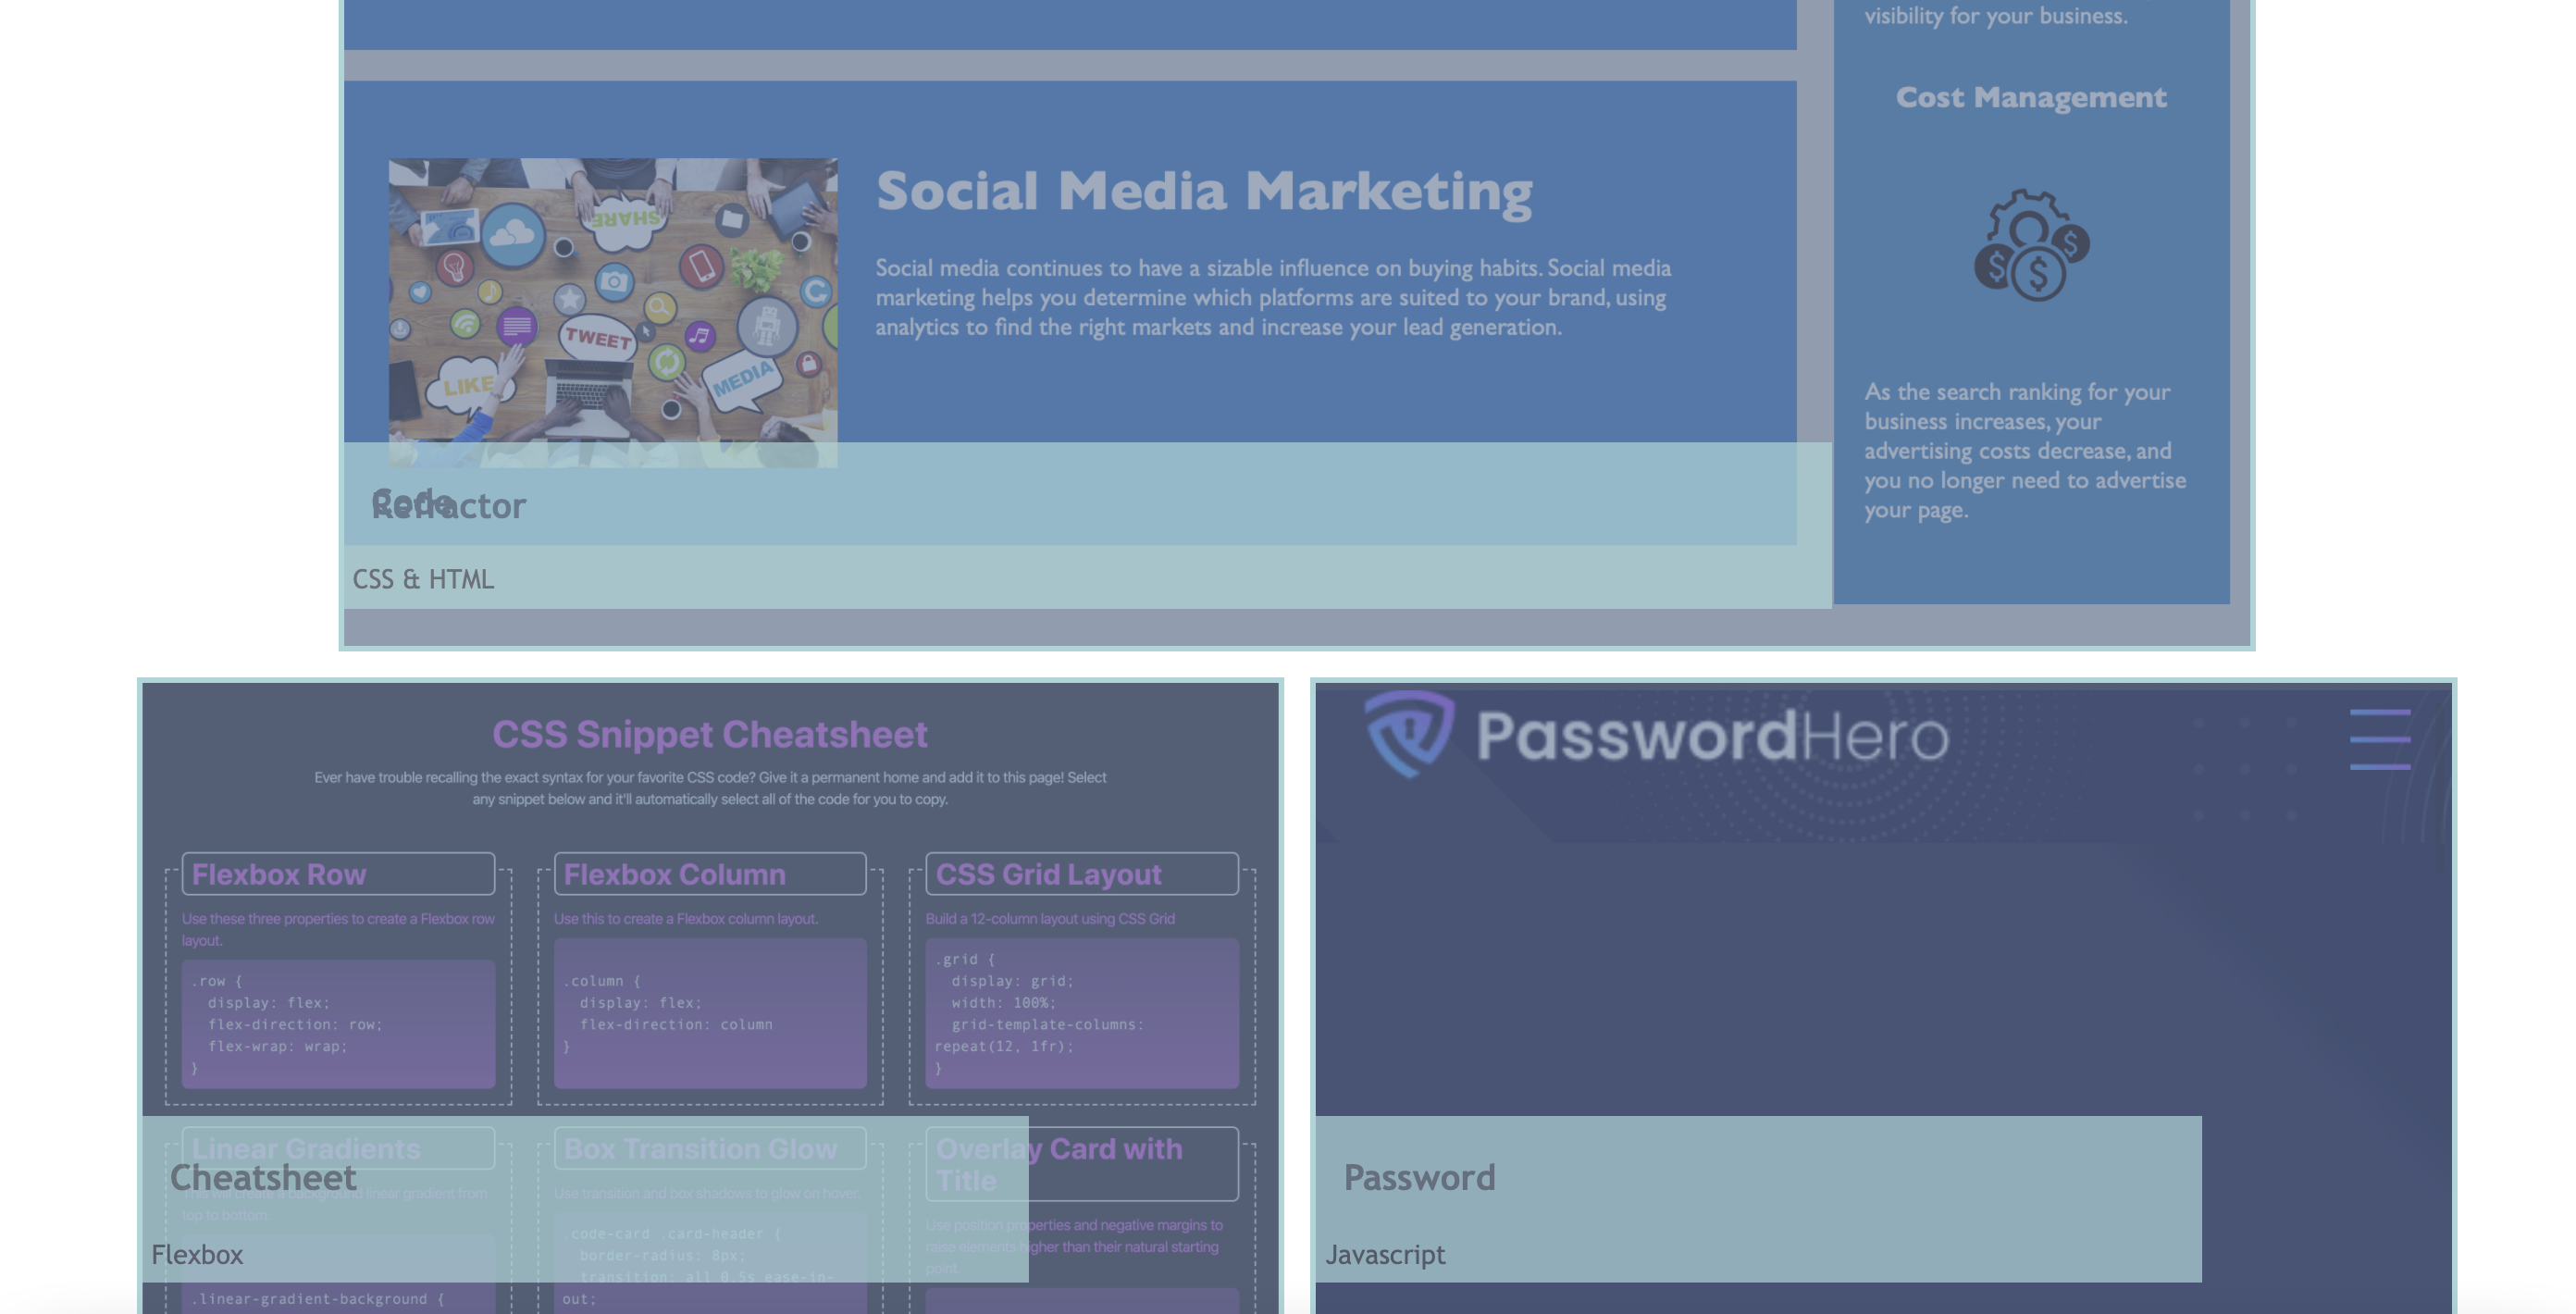 visibility for your business.
Cost Management
Social Media Marketing
Social media continues to have a sizable influence on buying habits. Social media
marketing helps you determine which platforms are suited to your brand, using
analytics to find the right markets and increase your lead generation.
SHARE
TWEET
LIKE
MEDIA
As the search ranking for your
business increases, your
advertising costs decrease, and
you no longer need to advertise
your page.
Code
Refractor
CSS & HTML
CSS Snippet Cheatsheet
Ever have trouble recalling the exact syntax for your favorite CSS code? Give it a permanent home and add it to this page! Select
any snippet below and it'll automatically select all of the code for you to copy.
Flexbox Row
Use these three properties to create a Flexbox row
layout.
.row {
display: flex;
flex-direction: row;
flex-wrap: wrap;
}
Flexbox Column
Use this to create a Flexbox column layout.
.column {
display: flex;
flex-direction: column
}
CSS Grid Layout
Build a 12-column layout using CSS Grid
.grid {
display: grid;
width: 100%;
grid-template-columns:
repeat(12, 1fr);
}
Linear Gradients
This will create a background linear gradient from
top to bottom.
.linear-gradient-background {
Cheatsheet
Flexbox
Box Transition Glow
Use transition and box shadows to glow on hover.
.code-card .card-header {
border-radius: 8px;
transition: all 0.5s ease-in-
out;
Overlay Card with
Title
Use position properties and negative margins to
raise elements higher than their natural starting
point.
PasswordHero
Password
Javascript